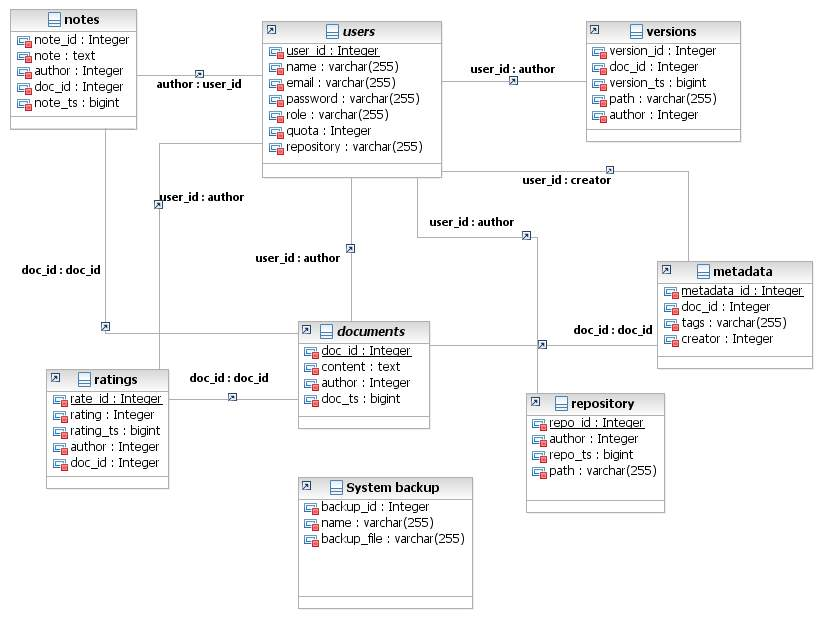 notes
note_id : Integer
note : text
author : Integer
doc_id : Integer
note_ts : bigint
author : user_id
users
user_id : Integer
name : varchar(255)
email : varchar(255)
password : varchar(255)
role : varchar(255)
quota : Integer
repository : varchar(255)
user_id : author
versions
version_id : Integer
doc_id : Integer
version_ts : bigint
path : varchar(255)
author : Integer
user_id : creator
user_id : author
user_id : author
user_id : author
doc_id : doc_id
metadata
metadata_id : Integer
doc_id : Integer
tags : varchar(255)
creator : Integer
doc_id : doc_id
documents
doc_id : Integer
content : text
author : Integer
doc_ts : bigint
doc_id : doc_id
ratings
rate_id : Integer
rating : Integer
rating_ts : bigint
author : Integer
doc_id : Integer
repository
repo_id : Integer
author : Integer
repo_ts : bigint
path : varchar(255)
System backup
backup_id : Integer
name : varchar(255)
backup_file : varchar(255)